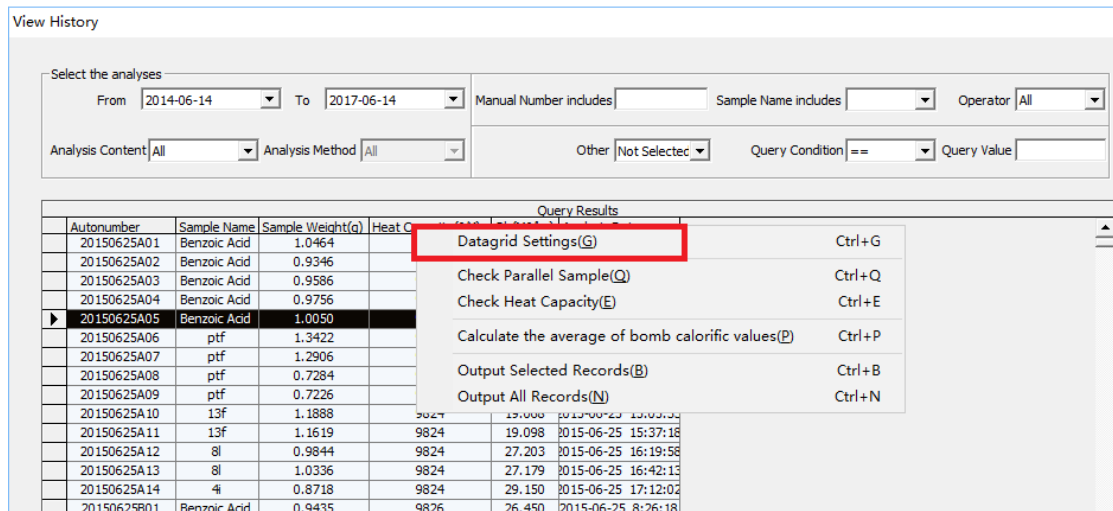 View History
Select the analyses
From 2014-06-14 To 2017-06-14 Manual Number includes Sample Name includes Operator All
Analysis Content All Analysis Method All Other Not Selected Query Condition == Query Value
Query Results
Autonumber Sample Name Sample Weight(g) Heat
20150625A01 Benzoic Acid 1.0464
20150625A02 Benzoic Acid 0.9346
20150625A03 Benzoic Acid 0.9586
20150625A04 Benzoic Acid 0.9756
20150625A05 Benzoic Acid 1.0050
20150625A06 ptf 1.3422
20150625A07 ptf 1.2906
20150625A08 ptf 0.7284
20150625A09 ptf 0.7226
20150625A10 13f 1.1888 9824 19.068 2015-06-25
20150625A11 13f 1.1619 9824 19.098 2015-06-25 15:37:18
20150625A12 8l 0.9844 9824 27.203 2015-06-25 16:19:58
20150625A13 8l 1.0336 9824 27.179 2015-06-25 16:42:13
20150625A14 4i 0.8718 9824 29.150 2015-06-25 17:12:02
20150625B01 Benzoic Acid 0.9435 9826 26.450 2015-06-25 8:26:18
Datagrid Settings(G) Ctrl+G
Check Parallel Sample(Q) Ctrl+Q
Check Heat Capacity(E) Ctrl+E
Calculate the average of bomb calorific values(P) Ctrl+P
Output Selected Records(B) Ctrl+B
Output All Records(N) Ctrl+N